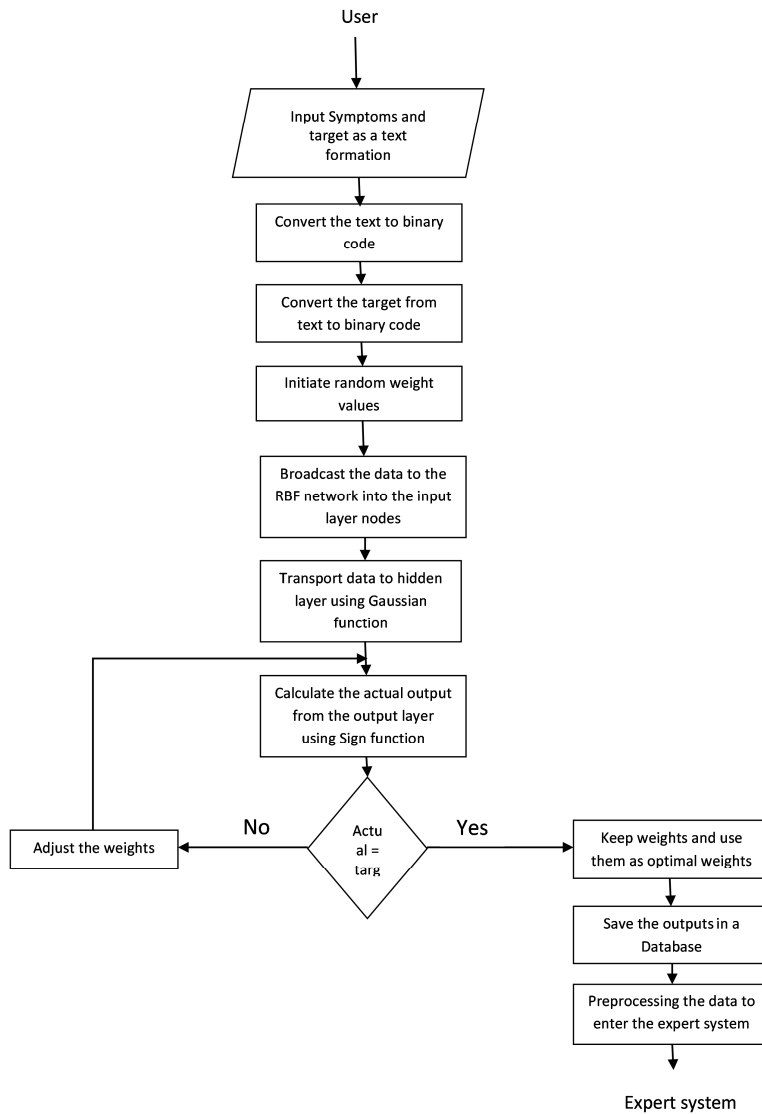 User
Input Symptoms and
target as a text
formation
Convert the text to binary
code
Convert the target from
text to binary code
Initiate random weight
values
Broadcast the data to the
RBF network into the input
layer nodes
Transport data to hidden
layer using Gaussian
function
Calculate the actual output
from the output layer
using Sign function
No
Yes
Actu
al =
targ
Adjust the weights
Keep weights and use
them as optimal weights
Save the outputs in a
Database
Preprocessing the data to
enter the expert system
Expert system